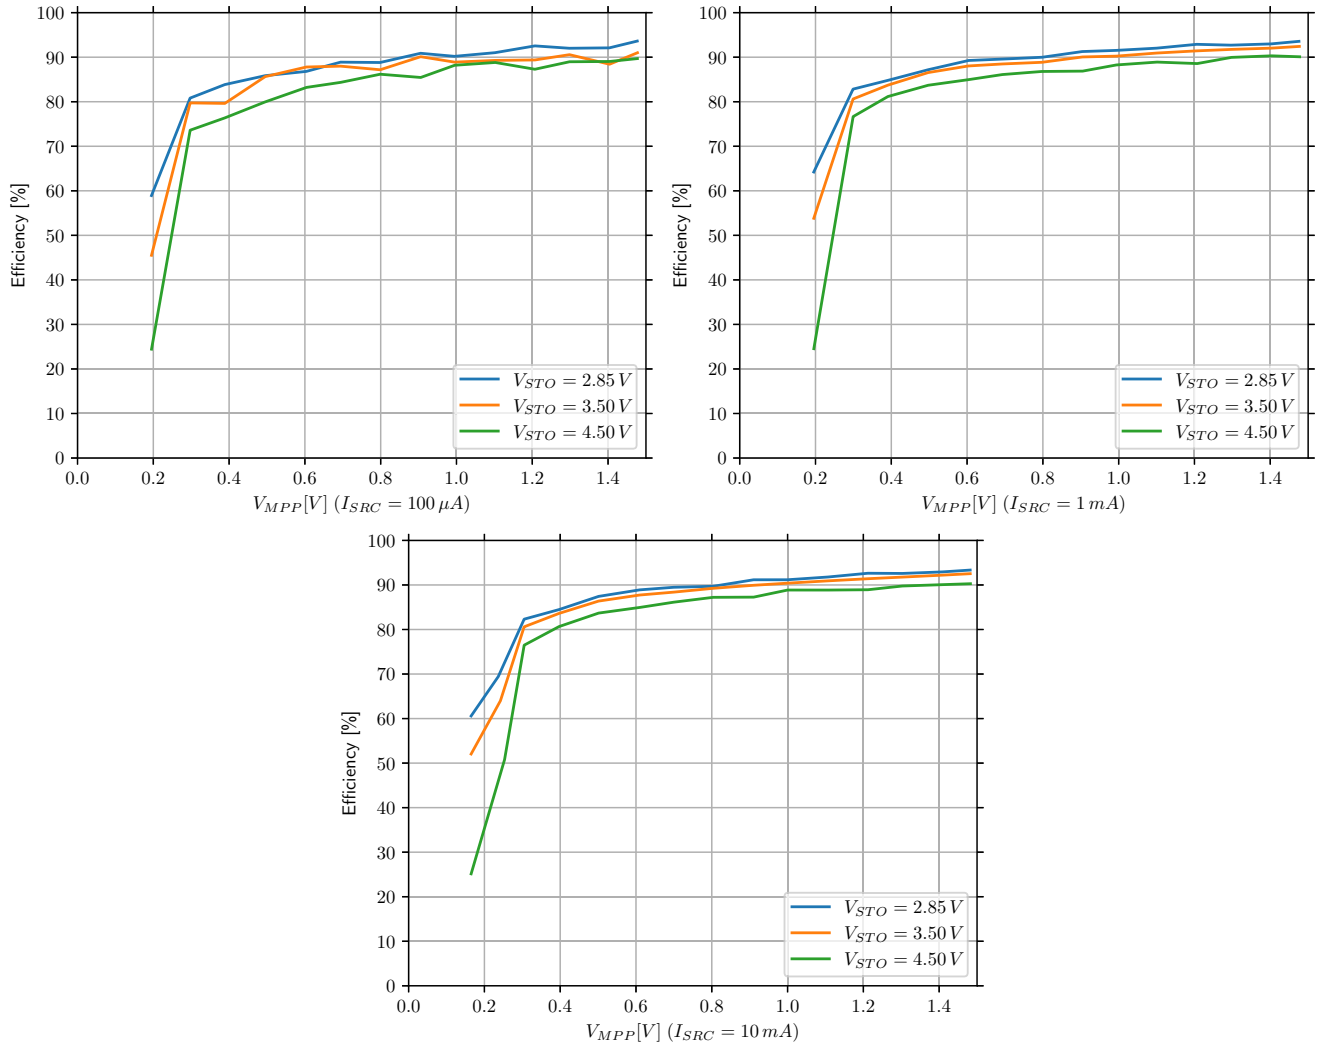 100
90
80
70
60
50
40
30
20
10
0
Efficiency [%]
0.0 0.2 0.4 0.6 0.8 1.0 1.2 1.4
V_{MPP}[V] (I_{SRC} = 100 µA)
V_{STO} = 2.85 V
V_{STO} = 3.50 V
V_{STO} = 4.50 V
100
90
80
70
60
50
40
30
20
10
0
Efficiency [%]
0.0 0.2 0.4 0.6 0.8 1.0 1.2 1.4
V_{MPP}[V] (I_{SRC} = 1 mA)
V_{STO} = 2.85 V
V_{STO} = 3.50 V
V_{STO} = 4.50 V
100
90
80
70
60
50
40
30
20
10
0
Efficiency [%]
0.0 0.2 0.4 0.6 0.8 1.0 1.2 1.4
V_{MPP}[V] (I_{SRC} = 10 mA)
V_{STO} = 2.85 V
V_{STO} = 3.50 V
V_{STO} = 4.50 V